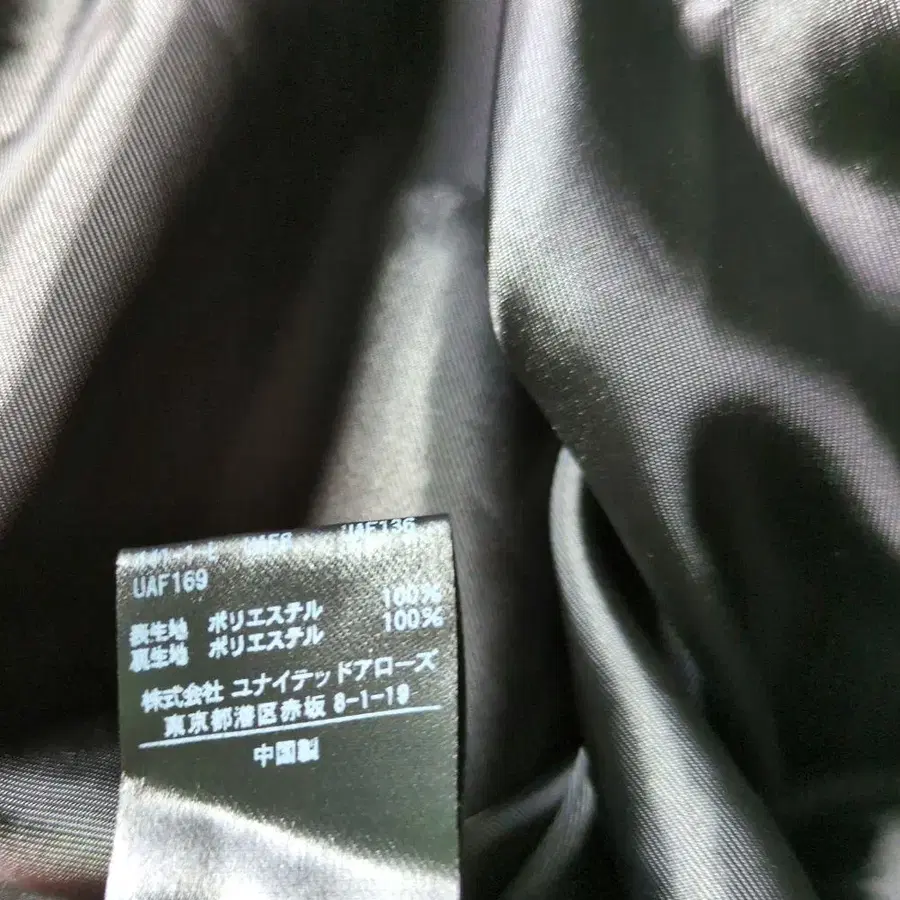 UAF136
UAF169
表生地 ポリエステル 100%
裏生地 ポリエステル 100%
株式会社 ユナイテッドアローズ
東京都港区赤坂 8-1-19
中国製